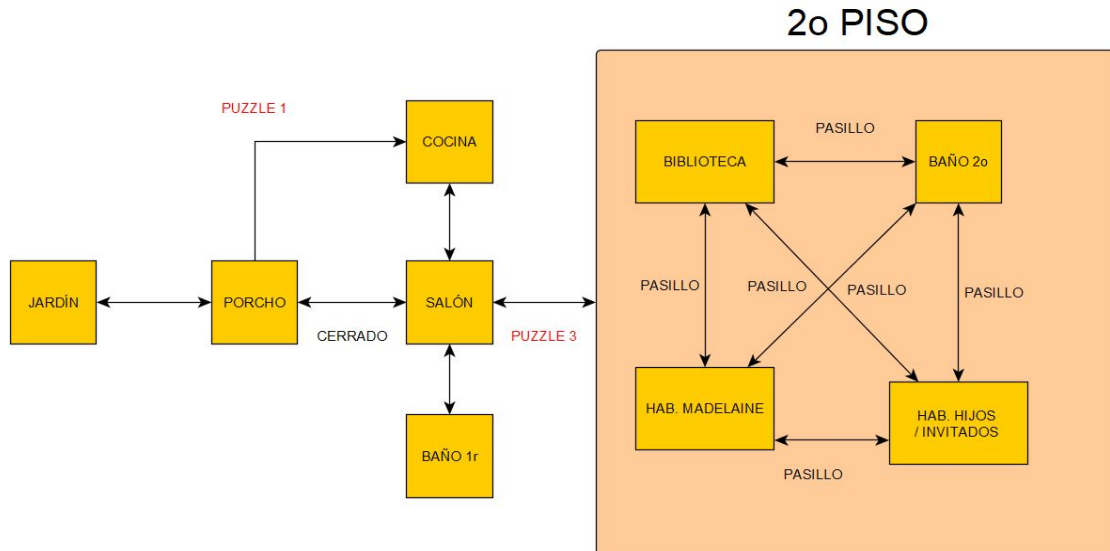 2o PISO
PUZZLE 1
COCINA
PASILLO
BIBLIOTECA
BAÑO 2o
JARDÍN
PORCHO
SALÓN
CERRADO
PUZZLE 3
PASILLO
PASILLO
PASILLO
PASILLO
BAÑO 1r
HAB. MADELAINE
HAB. HIJOS
/ INVITADOS
PASILLO